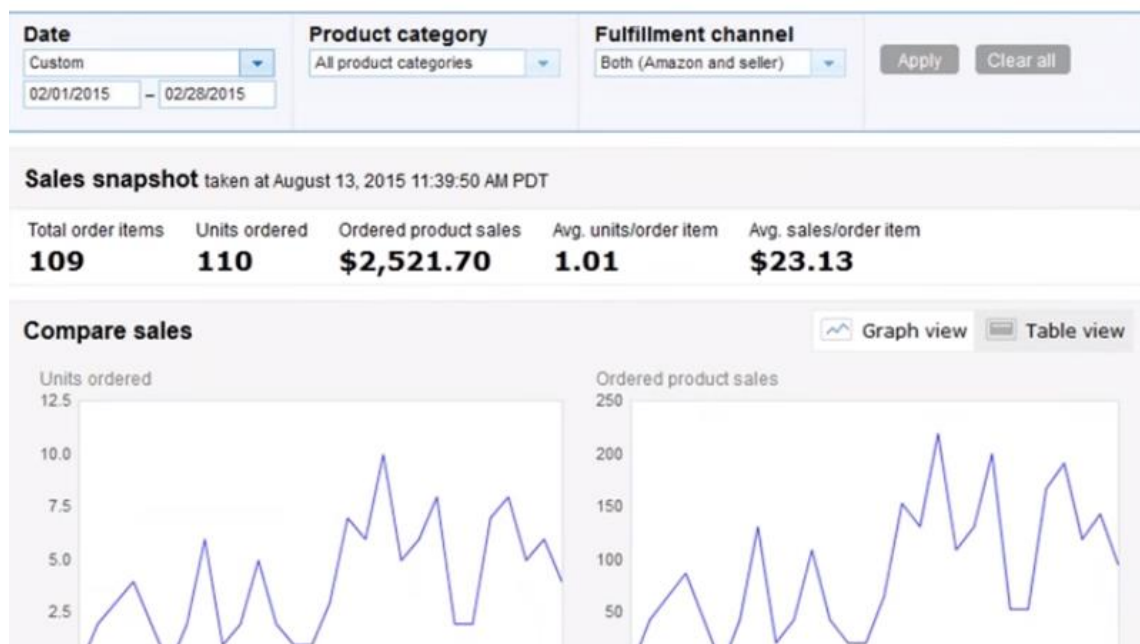 Date
Product category
Fulfillment channel
Custom
All product categories
Both (Amazon and seller)
Apply
Clear all
02/01/2015 – 02/28/2015
Sales snapshot taken at August 13, 2015 11:39:50 AM PDT
Total order items
Units ordered
Ordered product sales
Avg. units/order item
Avg. sales/order item
109
110
$2,521.70
1.01
$23.13
Compare sales
Graph view
Table view
Units ordered
12.5
10.0
7.5
5.0
2.5
Ordered product sales
250
200
150
100
50